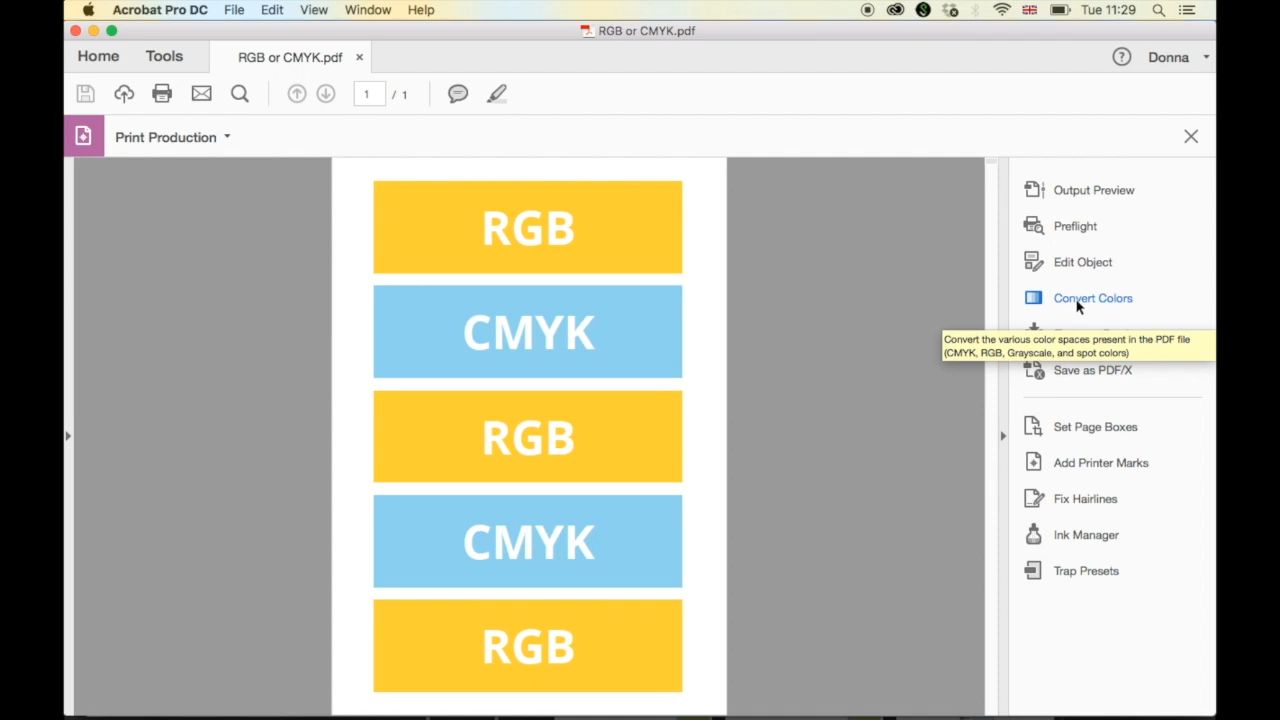 Acrobat Pro DC File Edit View Window Help Tue 11:29
RGB or CMYK.pdf
Home Tools RGB or CMYK.pdf × ? Donna
1 / 1
Print Production
RGB
CMYK
RGB
CMYK
RGB
Output Preview
Preflight
Edit Object
Convert Colors
Convert the various color spaces present in the PDF file
(CMYK, RGB, Grayscale, and spot colors)
Save as PDF/X
Set Page Boxes
Add Printer Marks
Fix Hairlines
Ink Manager
Trap Presets